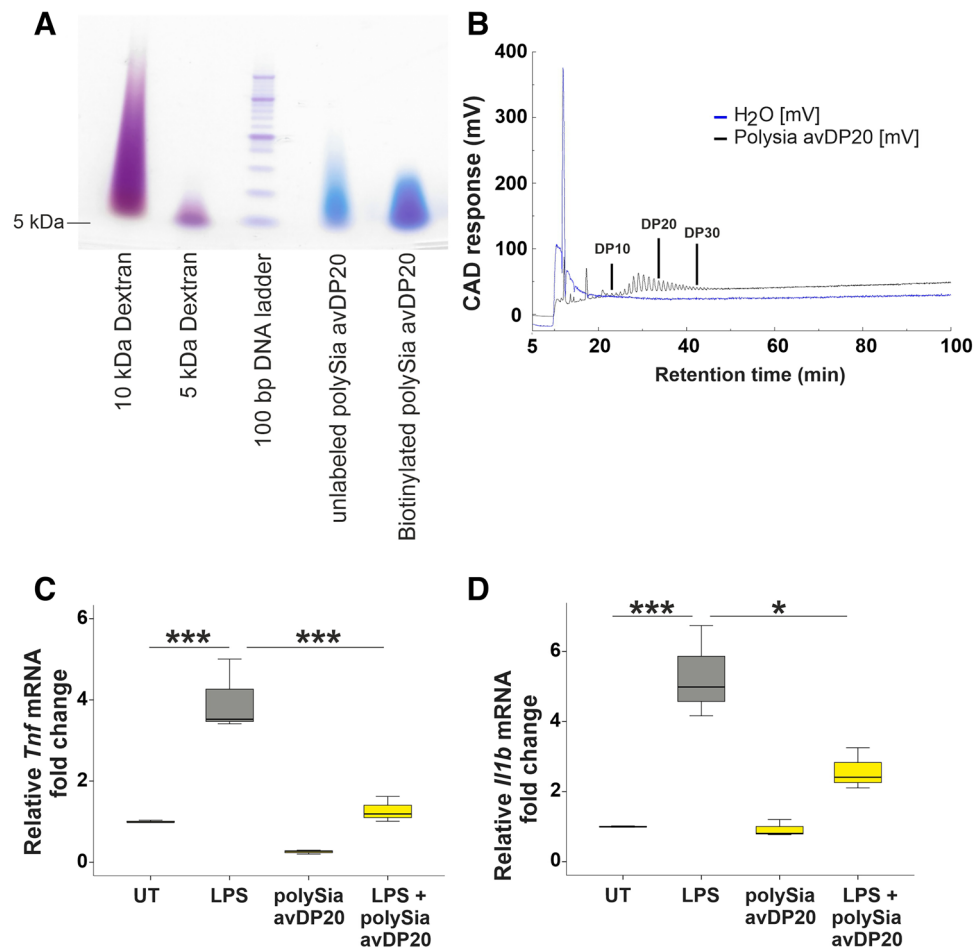 A
5 kDa
10 kDa Dextran
5 kDa Dextran
100 bp DNA ladder
unlabeled polySia avDP20
Biotinylated polySia avDP20
B
CAD response (mV)
400
300
200
100
0
H2O [mV]
Polysia avDP20 [mV]
DP10
DP20
DP30
5
20
40
60
80
100
Retention time (min)
C
Relative Tnf mRNA
fold change
6
4
2
0
***
***
UT
LPS
polySia
avDP20
LPS +
polySia
avDP20
D
Relative Il1b mRNA
fold change
6
4
2
0
***
*
UT
LPS
polySia
avDP20
LPS +
polySia
avDP20